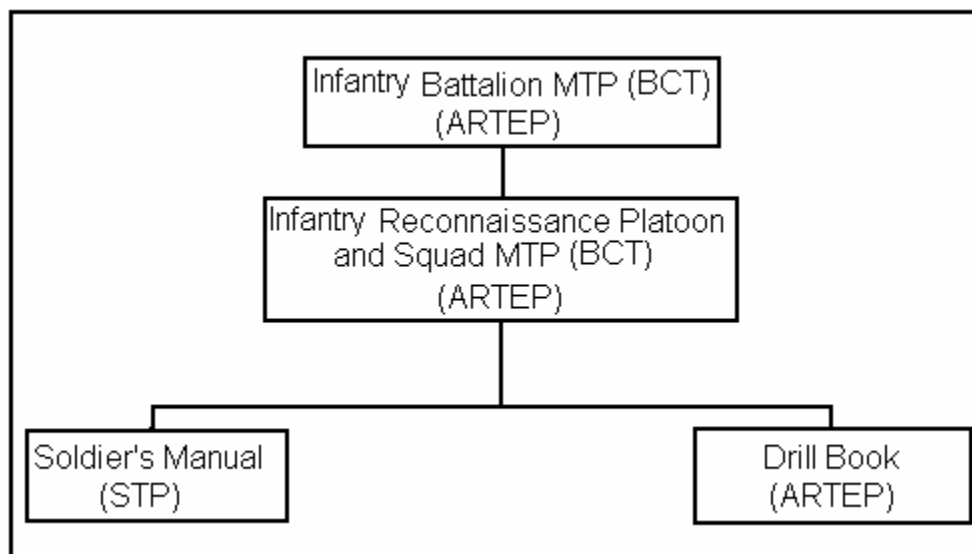 Infantry Battalion MTP (BCT)
(ARTEP)
Infantry Reconnaissance Platoon
and Squad MTP (BCT)
(ARTEP)
Soldier's Manual
(STP)
Drill Book
(ARTEP)